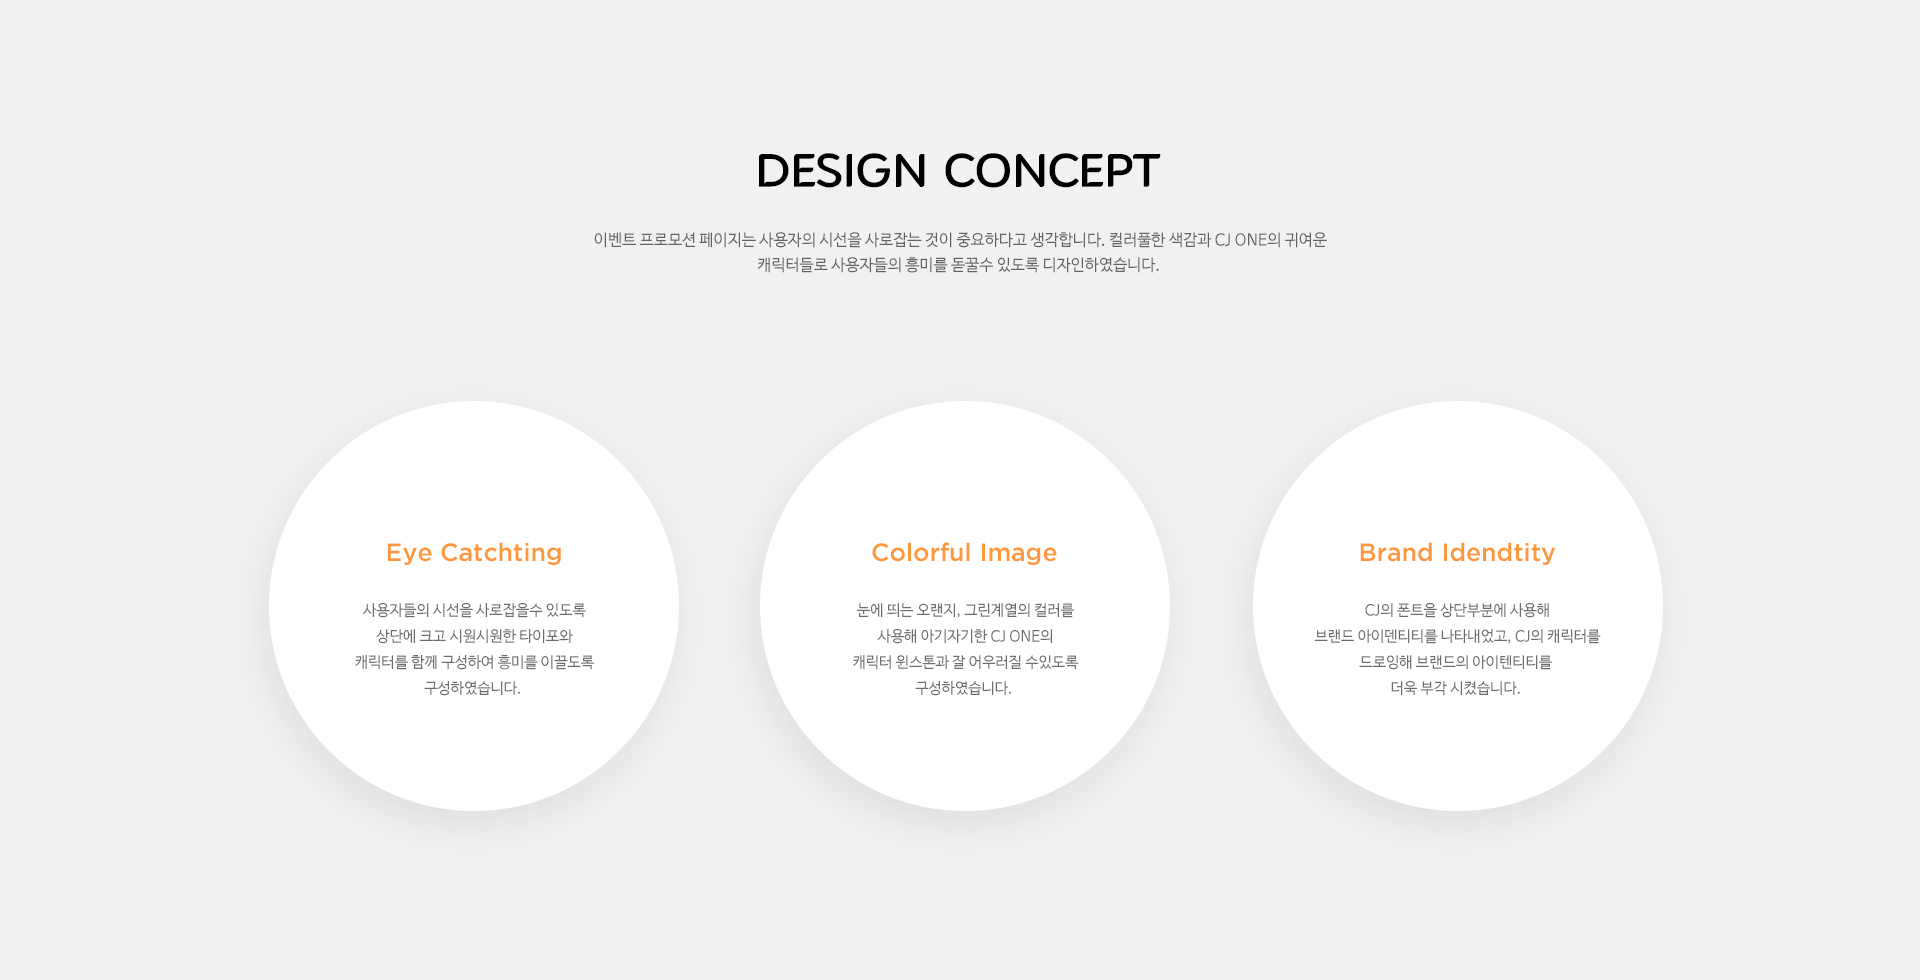 DESIGN CONCEPT
이벤트 프로모션 페이지는 사용자의 시선을 사로잡는 것이 중요하다고 생각합니다. 컬러풀한 색감과 CJ ONE의 귀여운
캐릭터들로 사용자들의 흥미를 돋꿀수 있도록 디자인하였습니다.
Eye Catchting
사용자들의 시선을 사로잡을수 있도록
상단에 크고 시원시원한 타이포와
캐릭터를 함께 구성하여 흥미를 이끌도록
구성하였습니다.
Colorful Image
눈에 띄는 오랜지, 그린계열의 컬러를
사용해 아기자기한 CJ ONE의
캐릭터 윈스톤과 잘 어우러질 수있도록
구성하였습니다.
Brand Idendtity
CJ의 폰트을 상단부분에 사용해
브랜드 아이덴티티를 나타내었고, CJ의 캐릭터를
드로잉해 브랜드의 아이텐티티를
더욱 부각 시켰습니다.